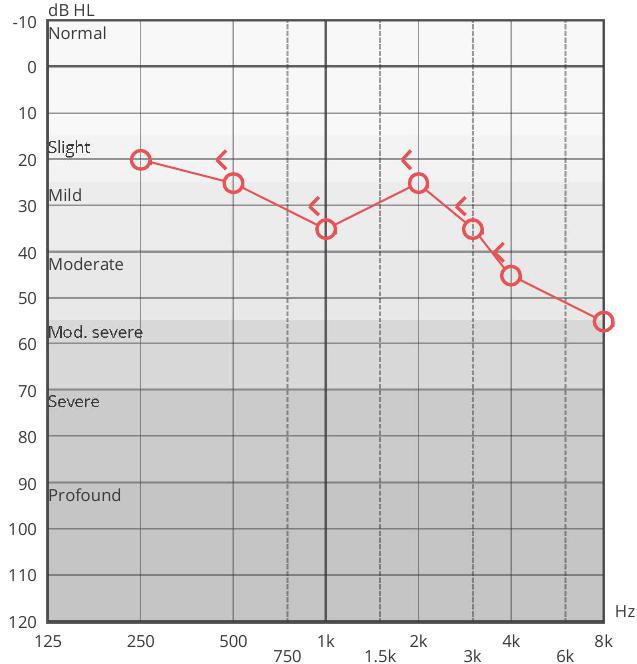 dB HL
-10
Normal
0
10
Slight
20
Mild
30
40
Moderate
50
Mod. severe
60
70
Severe
80
90
Profound
100
110
120
Hz
125 250 500 1k 2k 4k 8k
750 1.5k 3k 6k